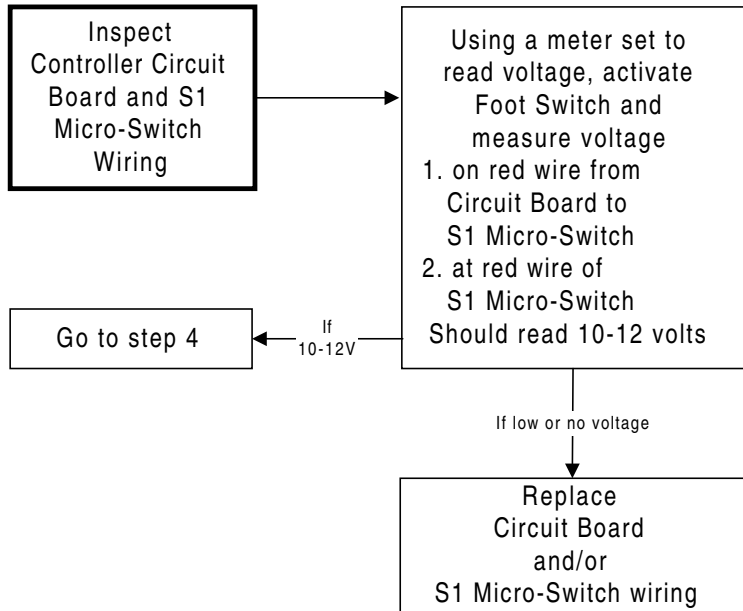 Inspect
Controller Circuit
Board and S1
Micro-Switch
Wiring
Using a meter set to
read voltage, activate
Foot Switch and
measure voltage
1. on red wire from
Circuit Board to
S1 Micro-Switch
2. at red wire of
S1 Micro-Switch
Should read 10-12 volts
If
10-12V
Go to step 4
If low or no voltage
Replace
Circuit Board
and/or
S1 Micro-Switch wiring